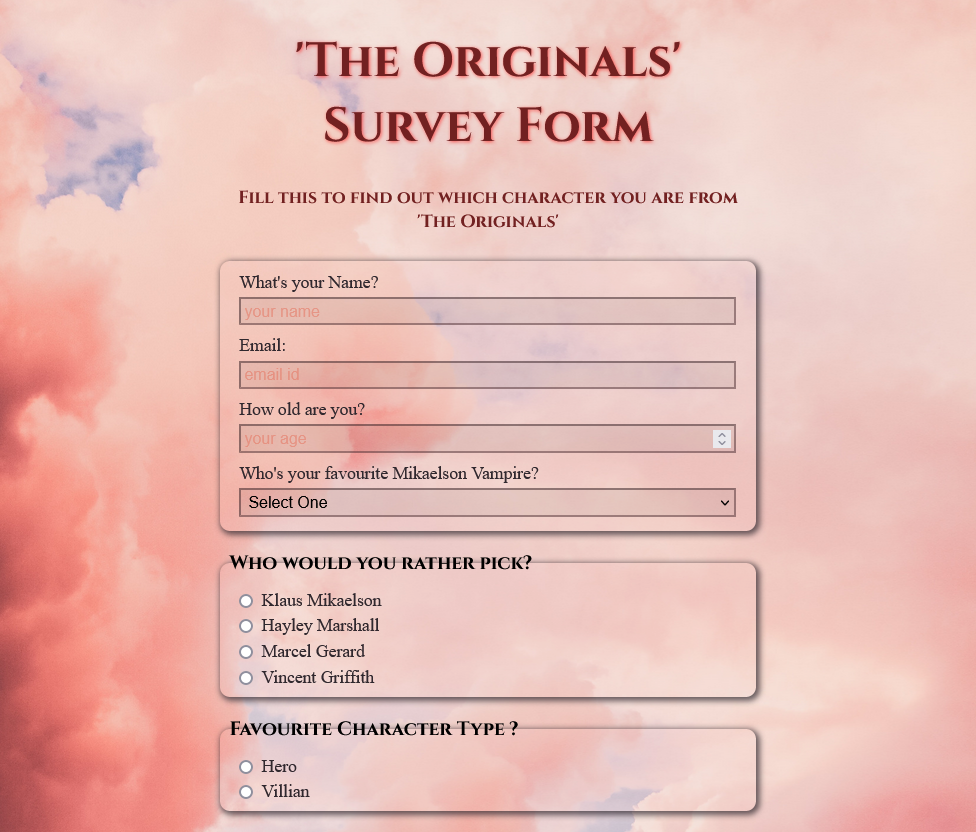 'The Originals'
Survey Form
Fill this to find out which character you are from
'The Originals'
What's your Name?
your name
Email:
email id
How old are you?
your age
Who's your favourite Mikaelson Vampire?
Select One
Who would you rather pick?
Klaus Mikaelson
Hayley Marshall
Marcel Gerard
Vincent Griffith
Favourite Character Type ?
Hero
Villian